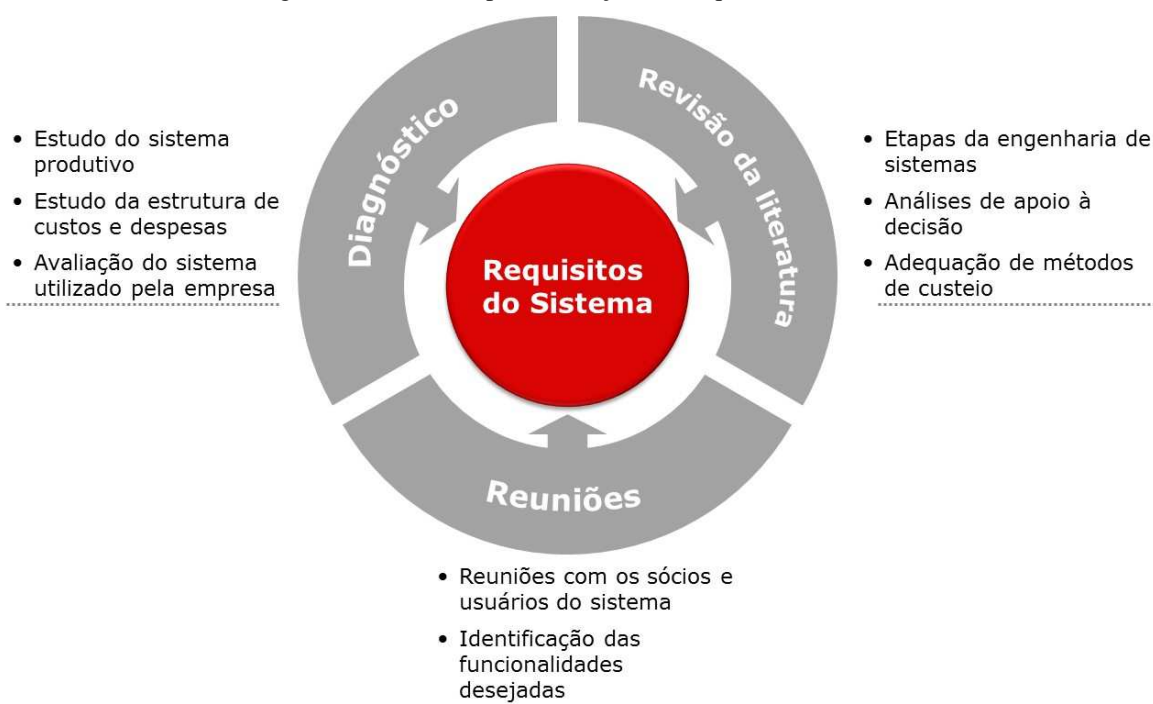 Diagnóstico
• Estudo do sistema
produtivo
• Estudo da estrutura de
custos e despesas
• Avaliação do sistema
utilizado pela empresa
Revisão da literatura
• Etapas da engenharia de
sistemas
• Análises de apoio à
decisão
• Adequação de métodos
de custeio
Requisitos
do Sistema
Reuniões
• Reuniões com os sócios e
usuários do sistema
• Identificação das
funcionalidades
desejadas